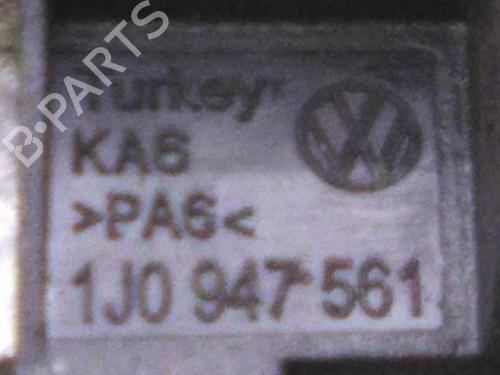 Turkey
KA6
>PA6<
1J0 947 561
B-PARTS